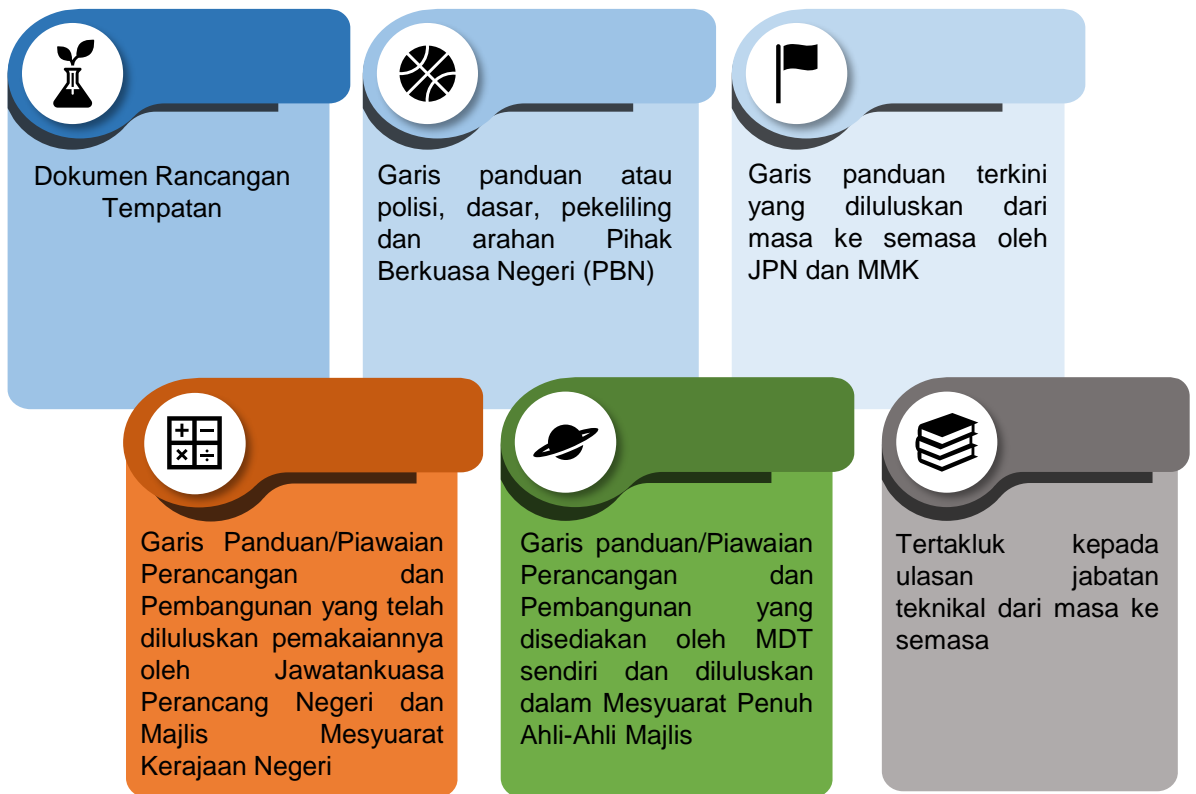 Dokumen Rancangan
Tempatan
Garis panduan atau
polisi, dasar, pekeliling
dan arahan Pihak
Berkuasa Negeri (PBN)
Garis panduan terkini
yang diluluskan dari
masa ke semasa oleh
JPN dan MMK
Garis Panduan/Piawaian
Perancangan dan
Pembangunan yang telah
diluluskan pemakaiannya
oleh Jawatankuasa
Perancang Negeri dan
Majlis Mesyuarat
Kerajaan Negeri
Garis panduan/Piawaian
Perancangan dan
Pembangunan yang
disediakan oleh MDT
sendiri dan diluluskan
dalam Mesyuarat Penuh
Ahli-Ahli Majlis
Tertakluk kepada
ulasan jabatan
teknikal dari masa ke
semasa